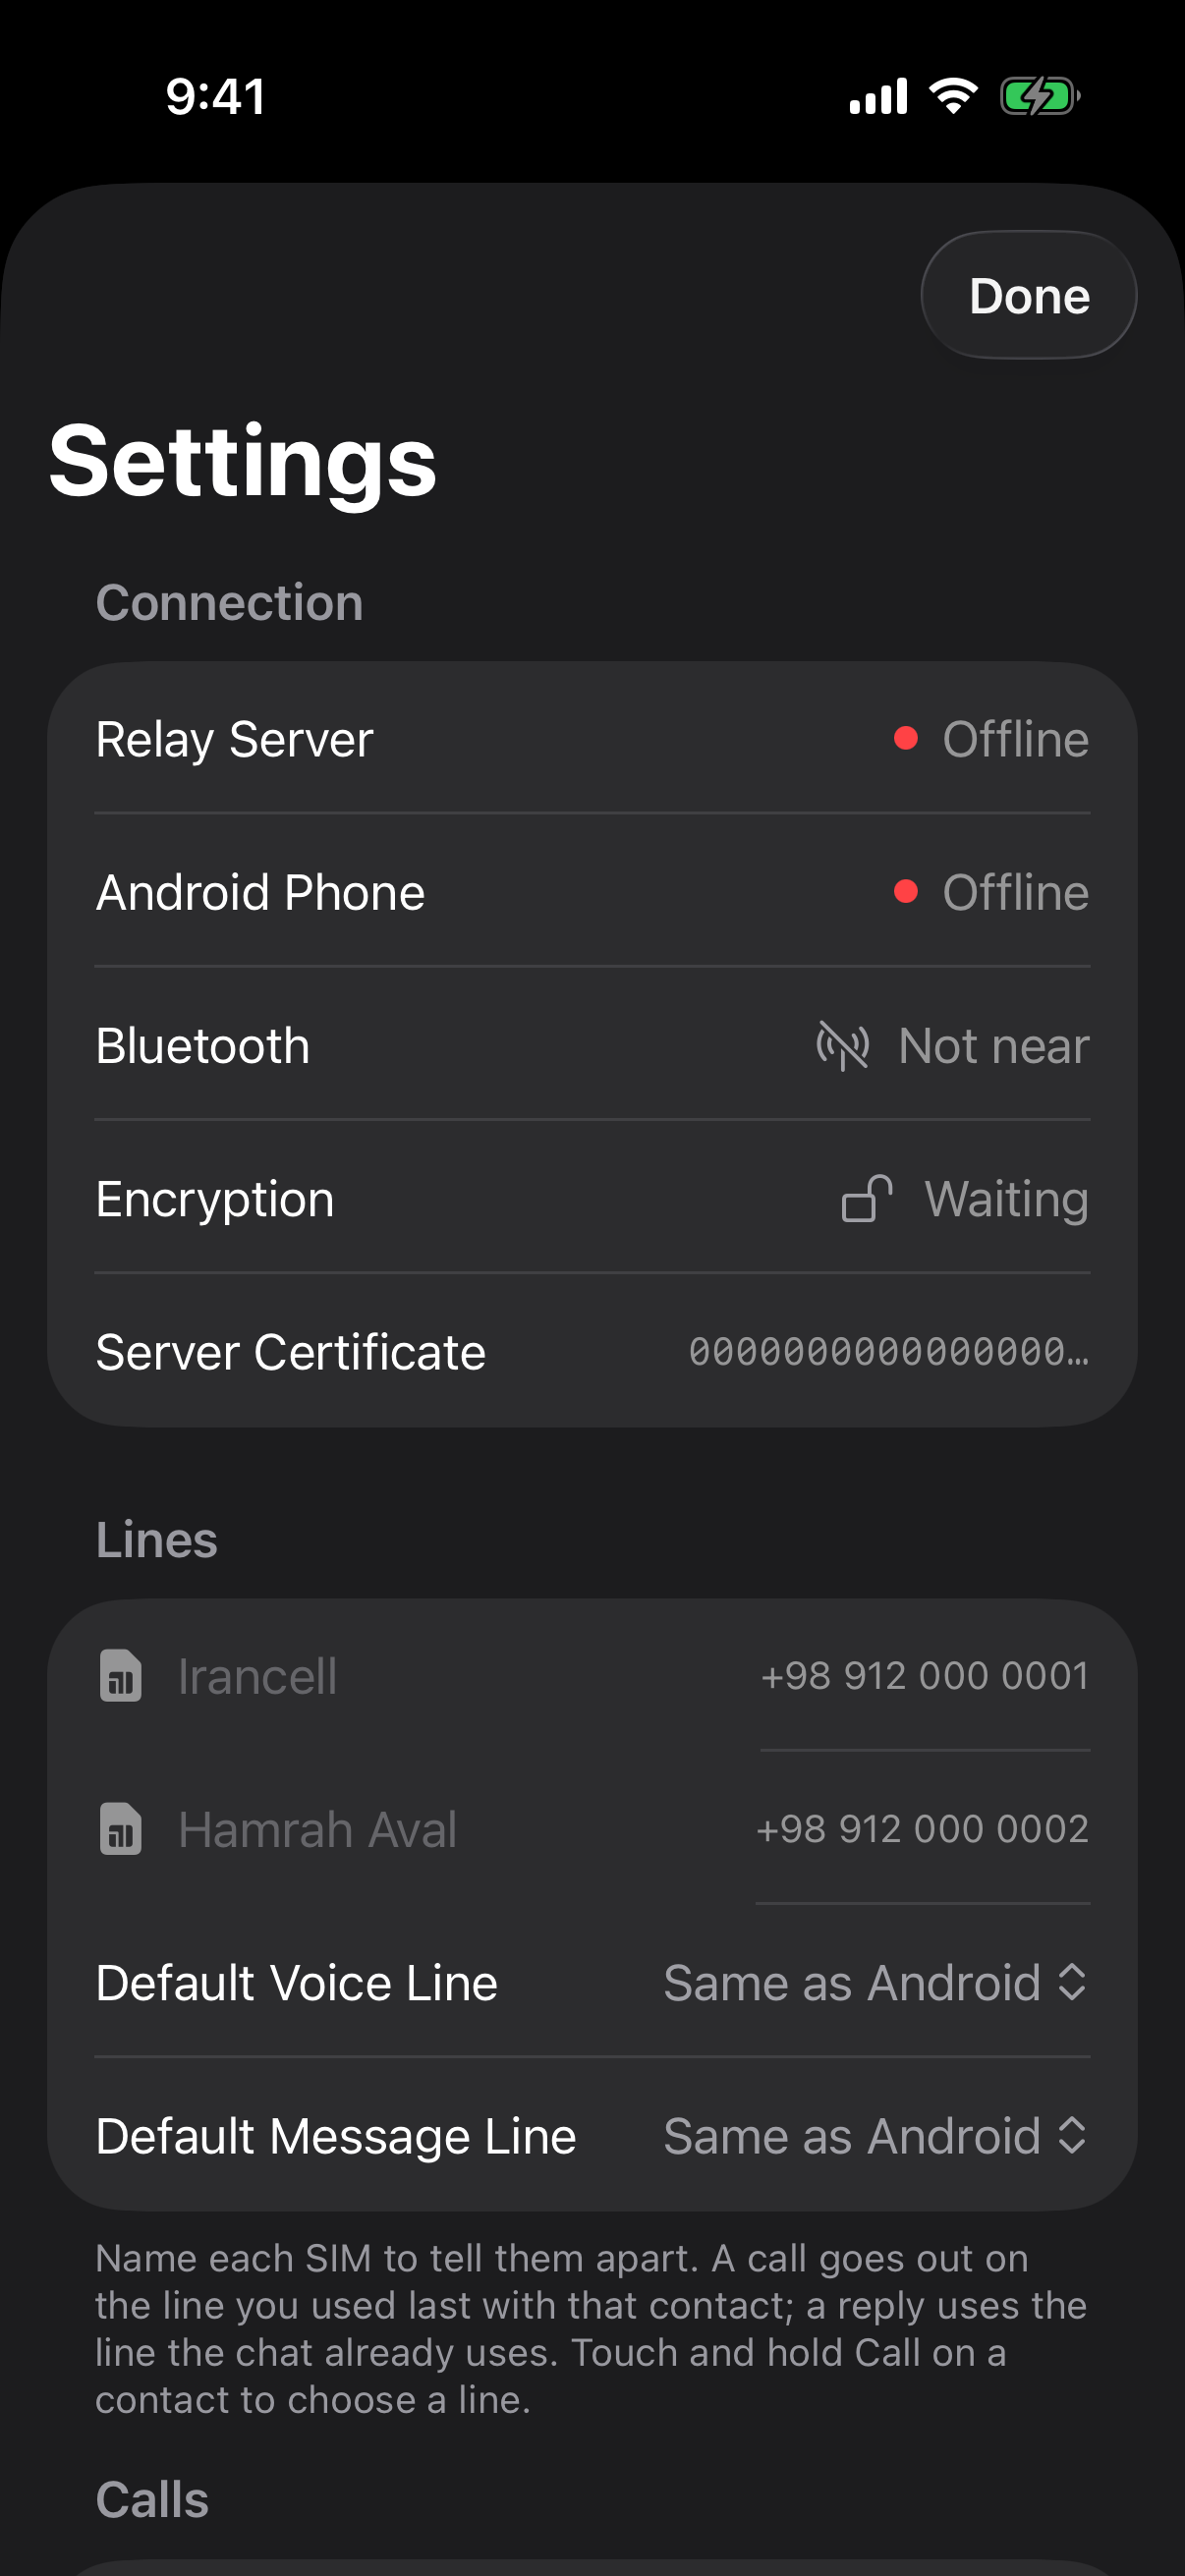 9:41
Done
Settings
Connection
Relay Server Offline
Android Phone Offline
Bluetooth Not near
Encryption Waiting
Server Certificate 0000000000000000…
Lines
Irancell +98 912 000 0001
Hamrah Aval +98 912 000 0002
Default Voice Line Same as Android
Default Message Line Same as Android
Name each SIM to tell them apart. A call goes out on
the line you used last with that contact; a reply uses the
line the chat already uses. Touch and hold Call on a
contact to choose a line.
Calls